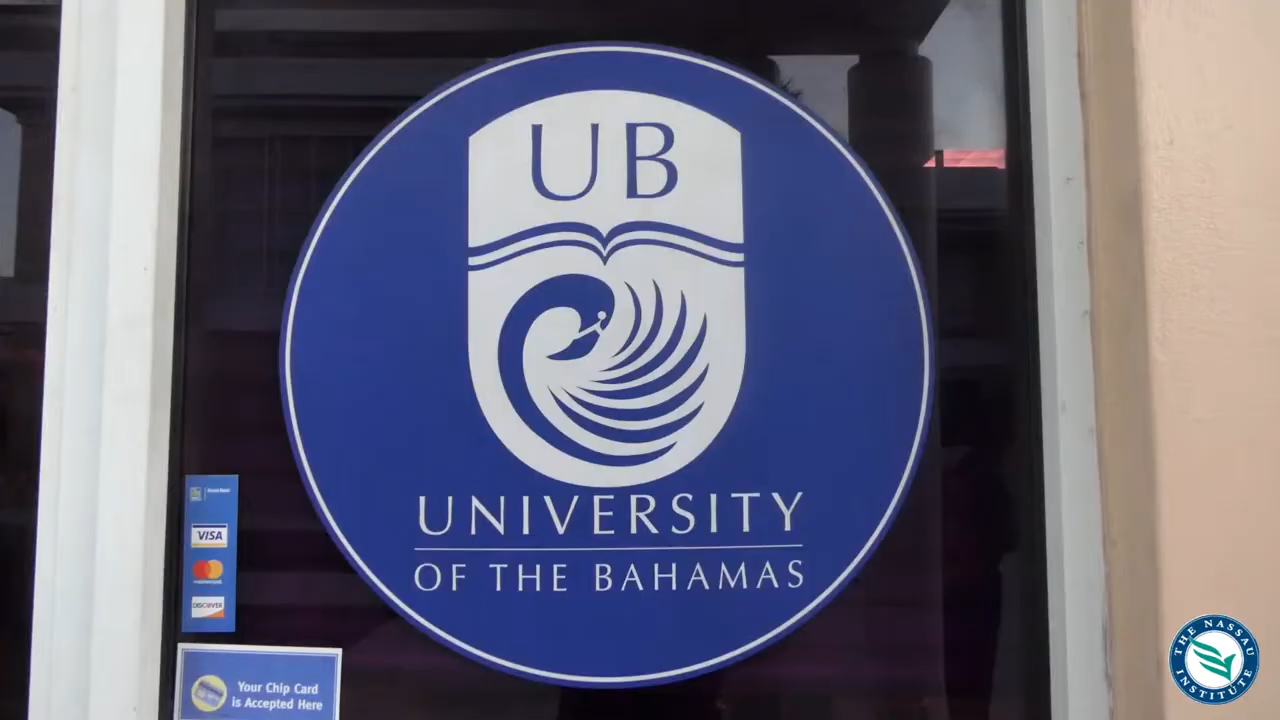 UB
UNIVERSITY
OF THE BAHAMAS
VISA
DISCOVER
Your Chip Card
is Accepted Here
THE NASSAU
INSTITUTE